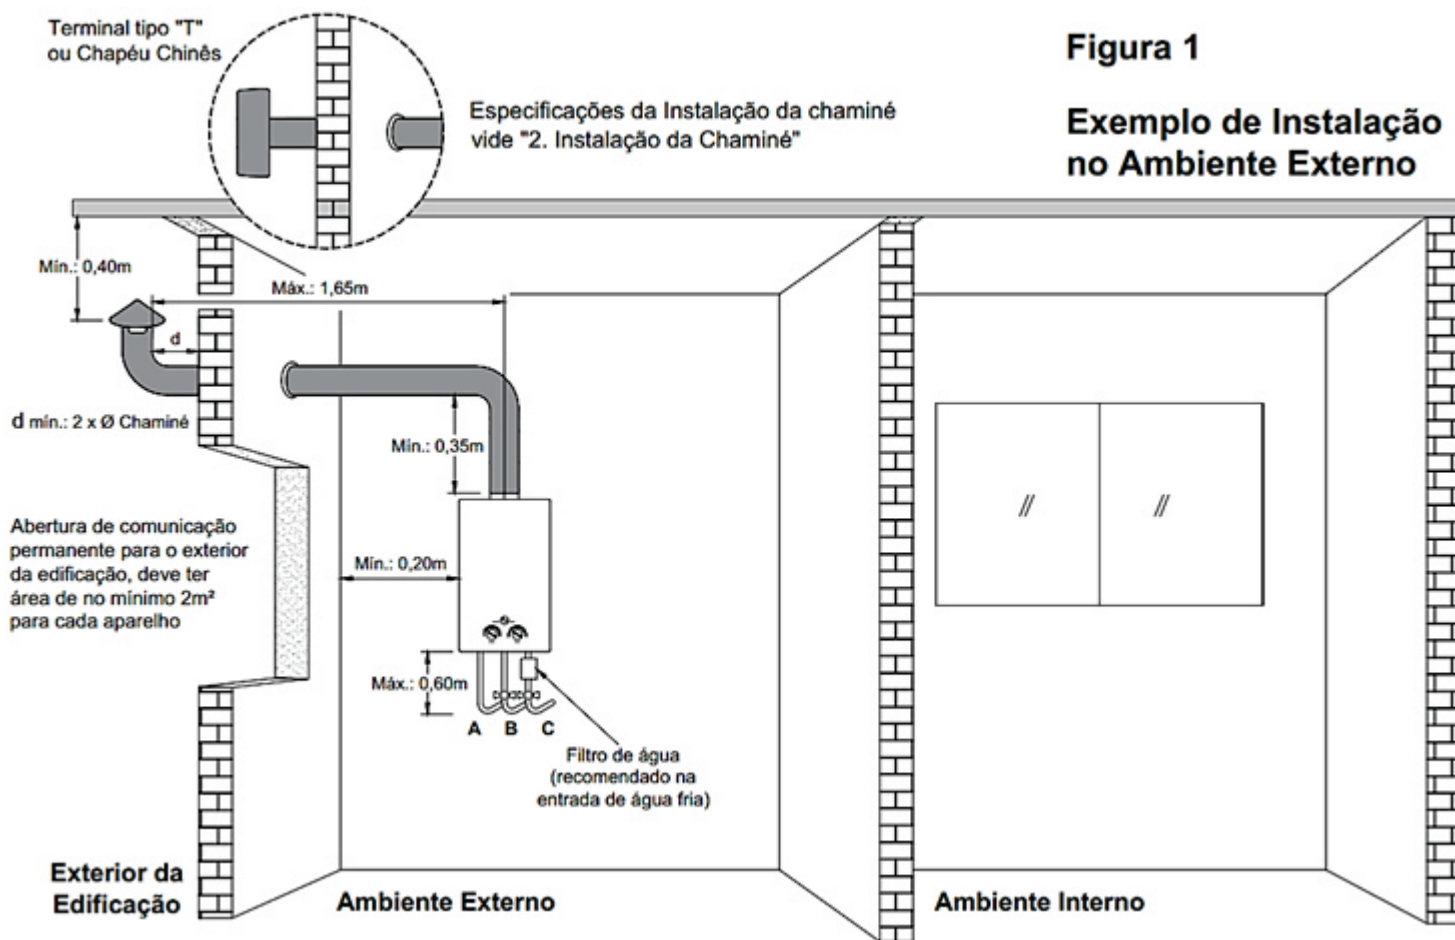 Terminal tipo "T"
ou Chapéu Chinês
Figura 1
Especificações da Instalação da chaminé
vide "2. Instalação da Chaminé"
Exemplo de Instalação
no Ambiente Externo
Mín.: 0,40m
Máx.: 1,65m
d
d mín.: 2 x Ø Chaminé
Mín.: 0,35m
Abertura de comunicação
permanente para o exterior
da edificação, deve ter
área de no mínimo 2m²
para cada aparelho
Mín.: 0,20m
Máx.: 0,60m
A B C
Filtro de água
(recomendado na
entrada de água fria)
Exterior da
Edificação
Ambiente Externo
Ambiente Interno